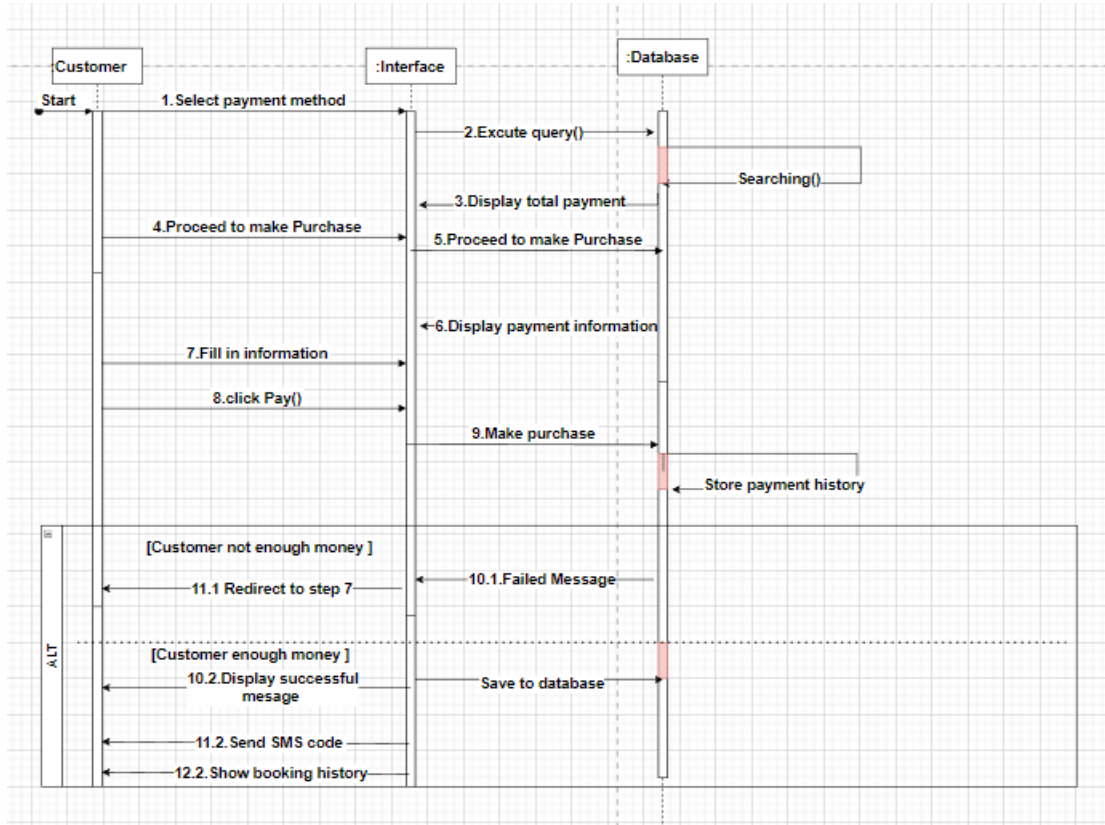 :Customer
:Interface
:Database
Start
1.Select payment method
2.Excute query()
Searching()
3.Display total payment
4.Proceed to make Purchase
5.Proceed to make Purchase
6.Display payment information
7.Fill in information
8.click Pay()
9.Make purchase
Store payment history
ALT
[Customer not enough money ]
10.1.Failed Message
11.1 Redirect to step 7
[Customer enough money ]
10.2.Display successful
mesage
Save to database
11.2.Send SMS code
12.2.Show booking history